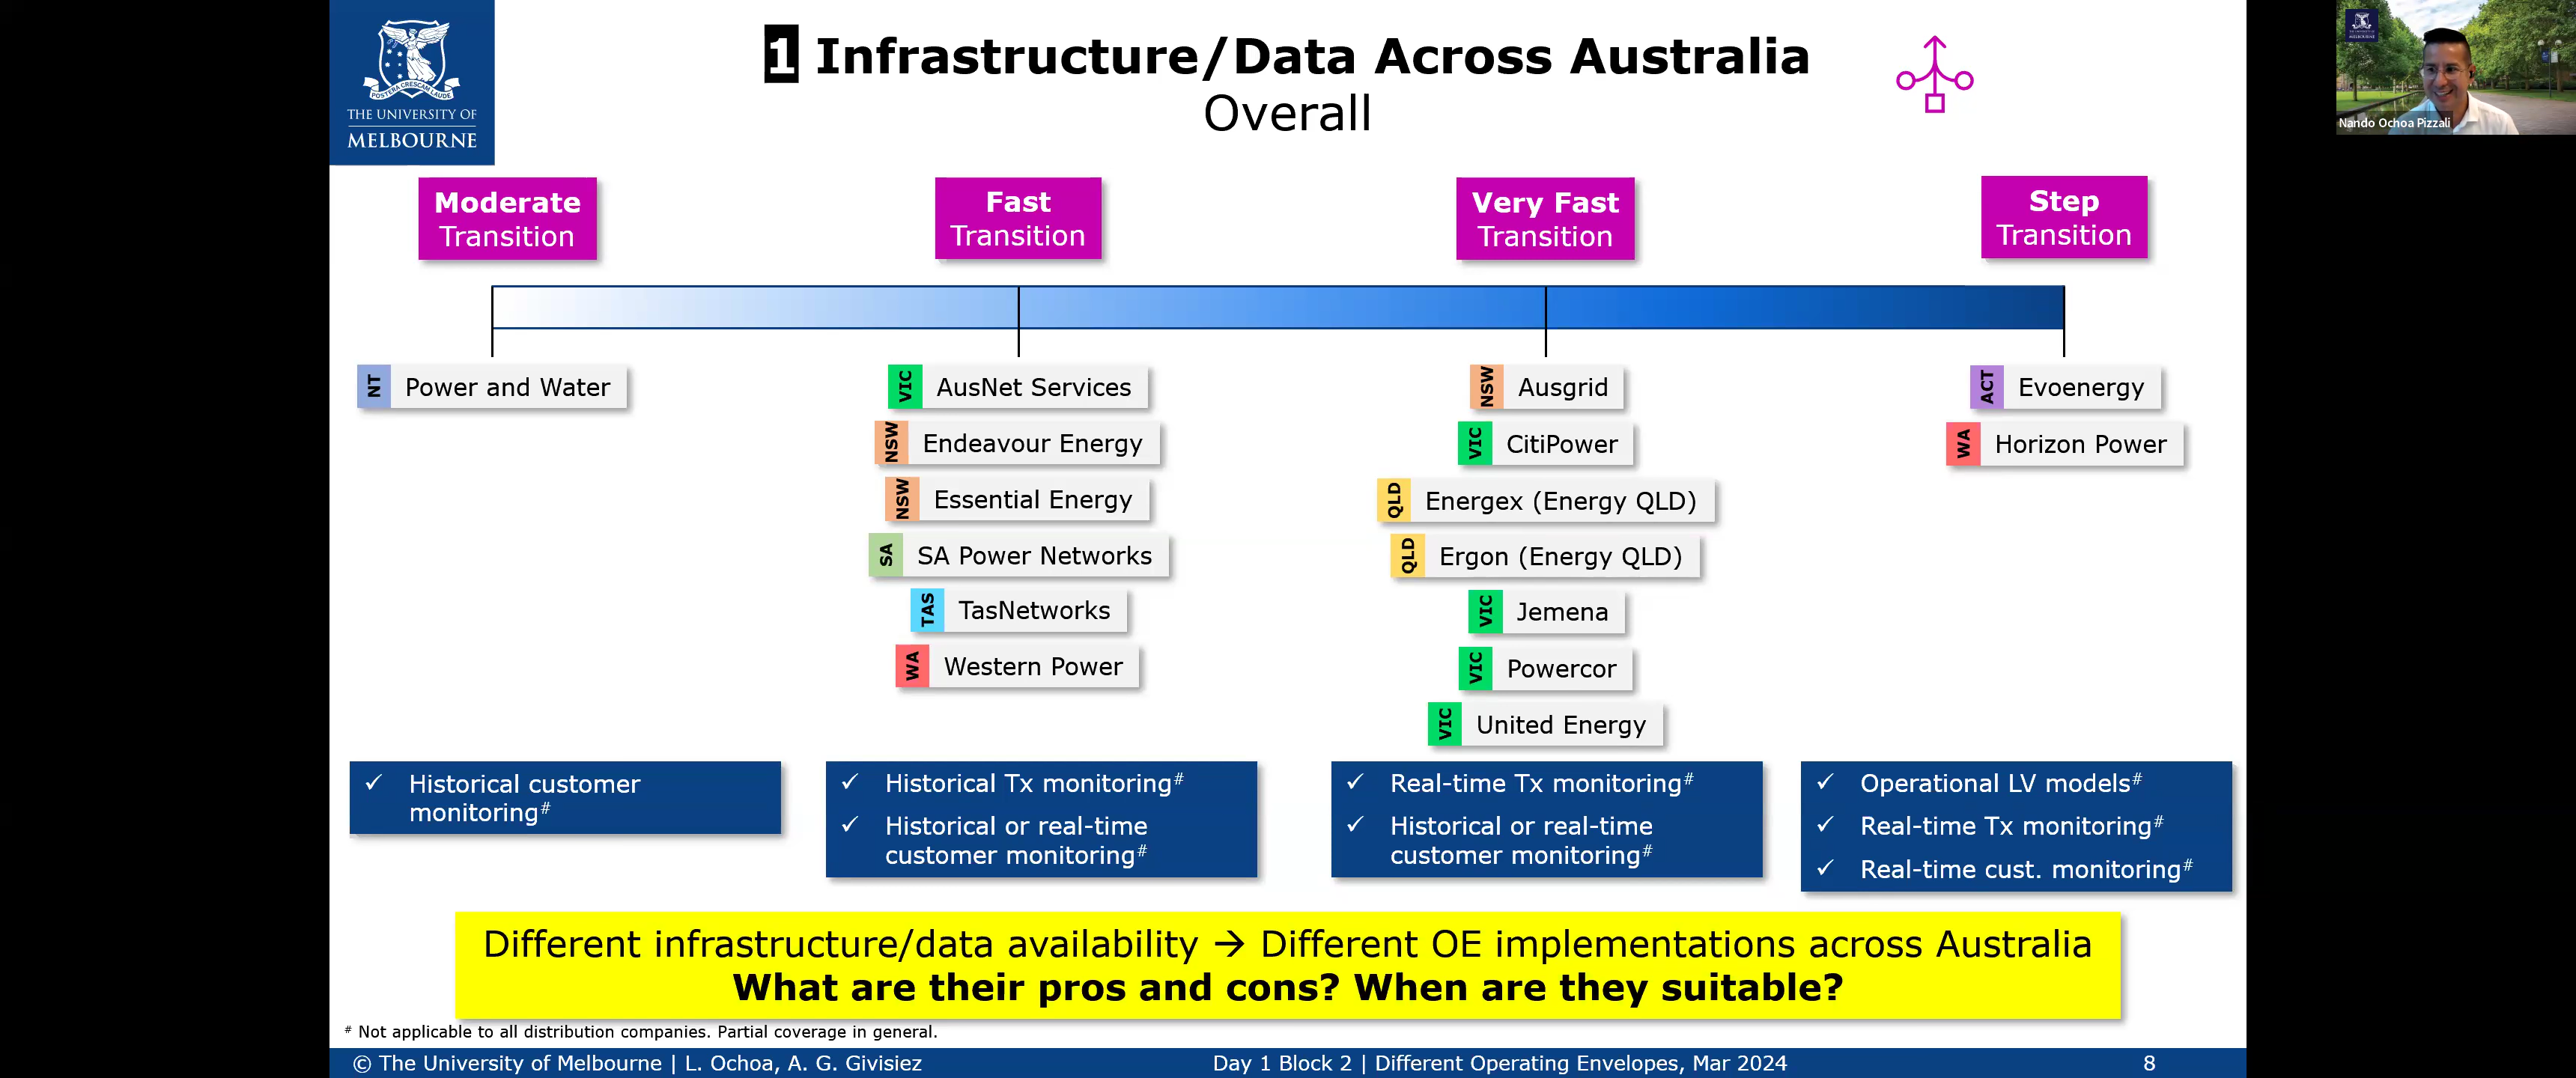 1 Infrastructure/Data Across Australia
Overall
THE UNIVERSITY OF
MELBOURNE
POSTERA CRESCAM LAUDE
Nando Ochoa Pizzali
Moderate
Transition
Fast
Transition
Very Fast
Transition
Step
Transition
NT Power and Water
VIC AusNet Services
NSW Endeavour Energy
NSW Essential Energy
SA SA Power Networks
TAS TasNetworks
WA Western Power
NSW Ausgrid
VIC CitiPower
QLD Energex (Energy QLD)
QLD Ergon (Energy QLD)
VIC Jemena
VIC Powercor
VIC United Energy
ACT Evoenergy
WA Horizon Power
✓ Historical customer
monitoring#
✓ Historical Tx monitoring#
✓ Historical or real-time
customer monitoring#
✓ Real-time Tx monitoring#
✓ Historical or real-time
customer monitoring#
✓ Operational LV models#
✓ Real-time Tx monitoring#
✓ Real-time cust. monitoring#
Different infrastructure/data availability → Different OE implementations across Australia
What are their pros and cons? When are they suitable?
# Not applicable to all distribution companies. Partial coverage in general.
© The University of Melbourne | L. Ochoa, A. G. Givisiez
Day 1 Block 2 | Different Operating Envelopes, Mar 2024
8